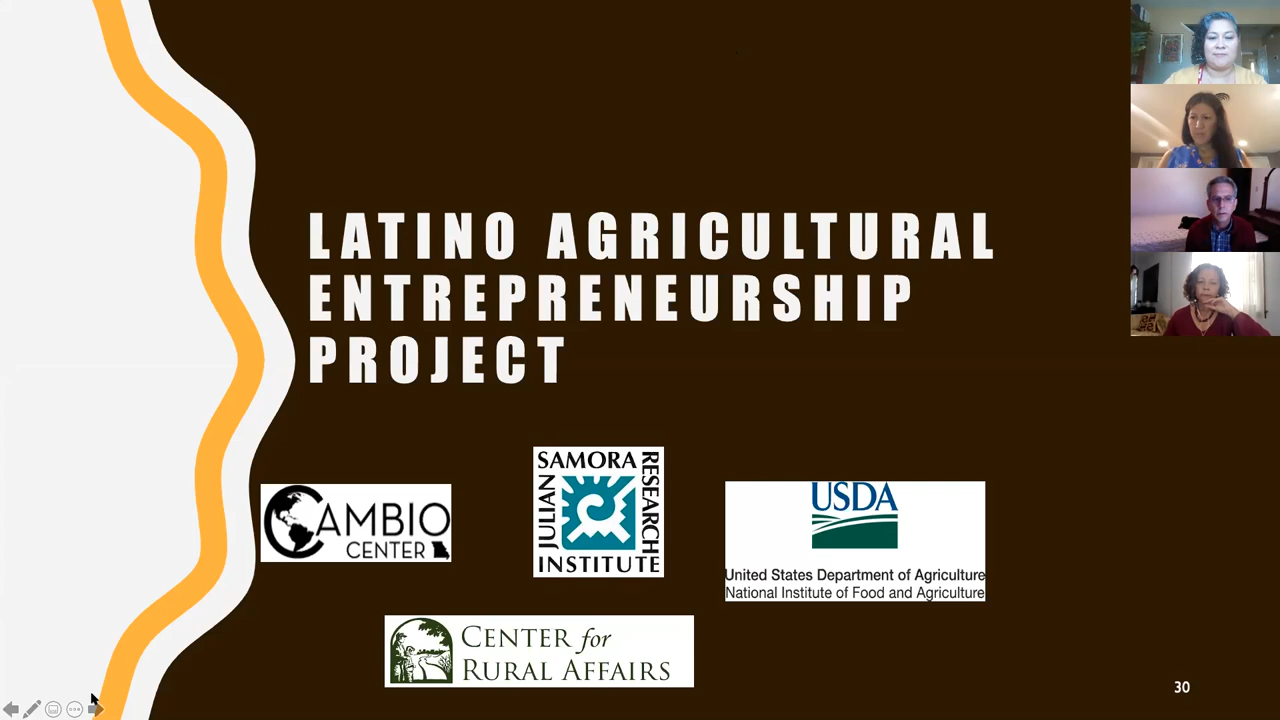 LATINO AGRICULTURAL
ENTREPRENEURSHIP
PROJECT
CAMBIO
CENTER
SAMORA
RESEARCH
JULIAN
INSTITUTE
USDA
United States Department of Agriculture
National Institute of Food and Agriculture
CENTER for
RURAL AFFAIRS
30